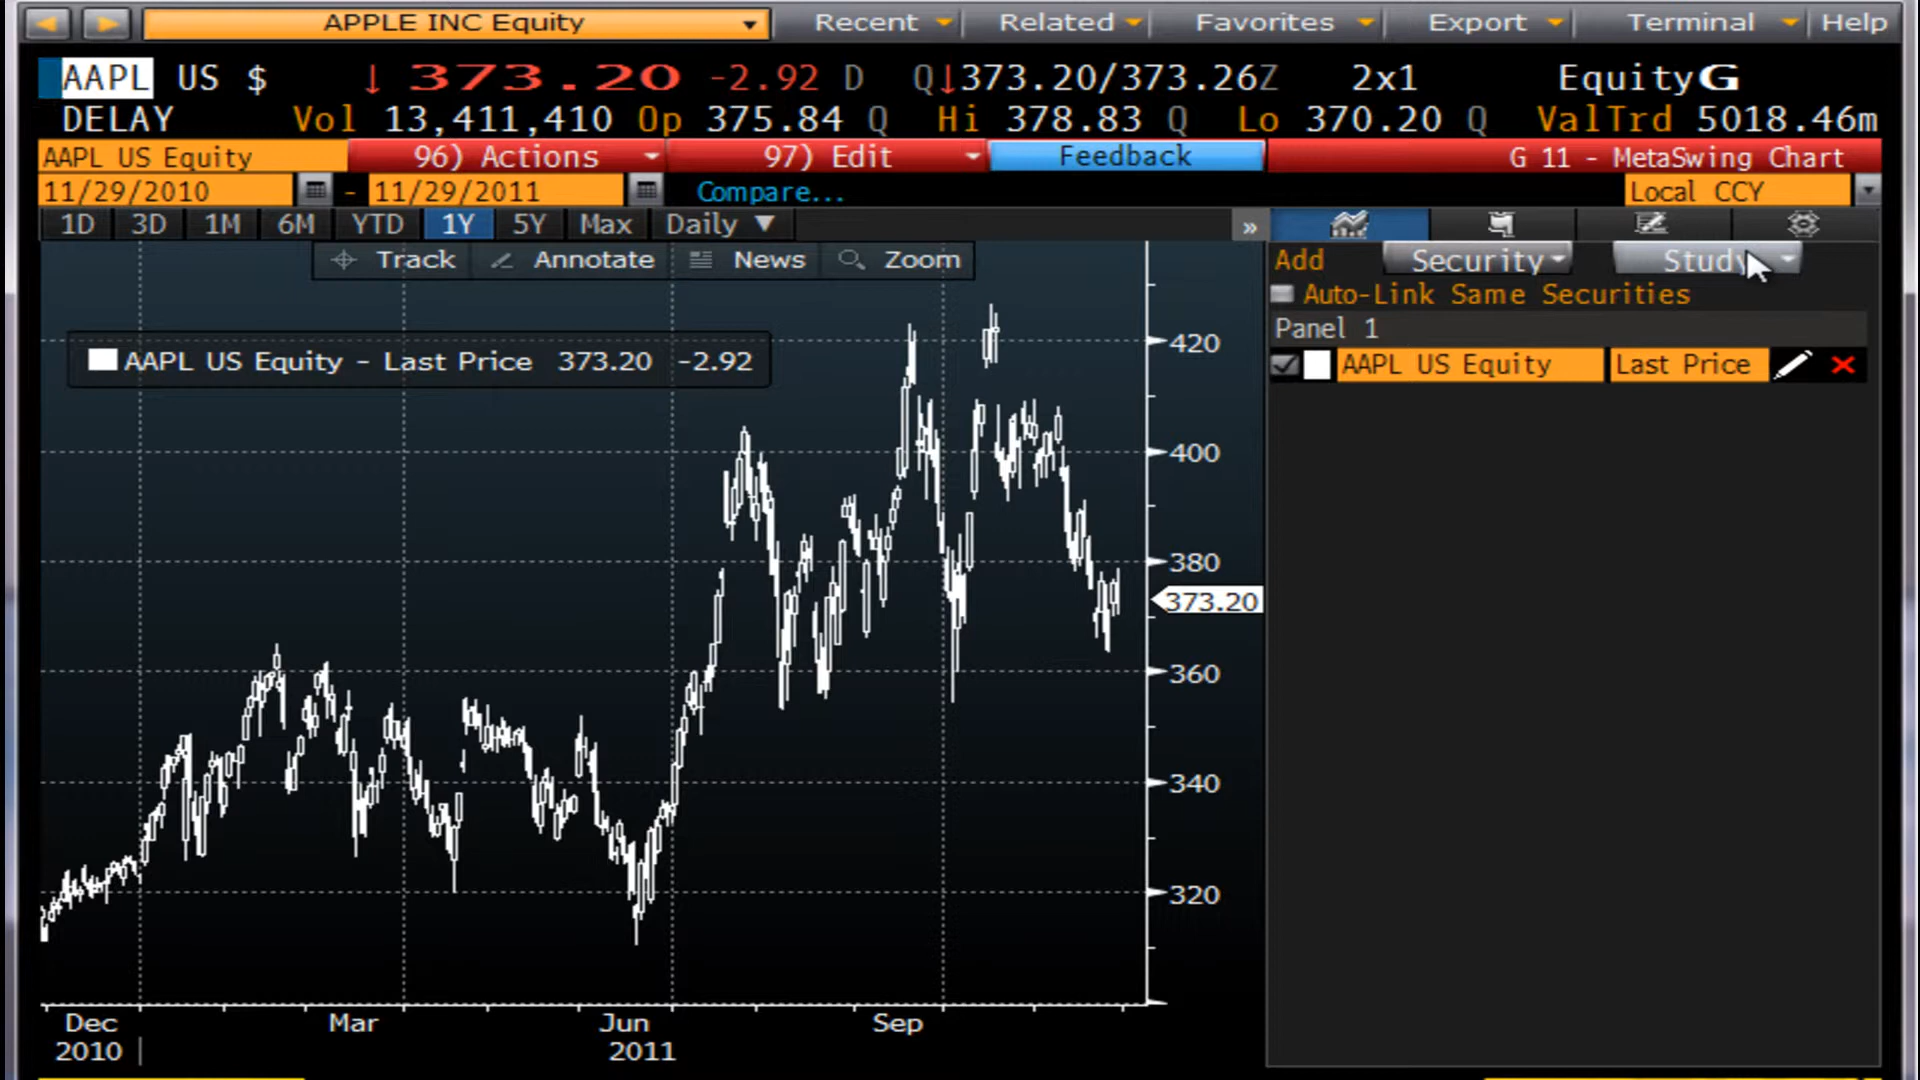 APPLE INC Equity Recent Related Favorites Export Terminal Help
AAPL US $ ↓ 373.20 -2.92 D Q↓373.20/373.26Z 2x1 EquityG
DELAY Vol 13,411,410 Op 375.84 Q Hi 378.83 Q Lo 370.20 Q ValTrd 5018.46m
AAPL US Equity 96) Actions 97) Edit Feedback G 11 - MetaSwing Chart
11/29/2010 - 11/29/2011 Compare... Local CCY
1D 3D 1M 6M YTD 1Y 5Y Max Daily ▼ »
Track Annotate News Zoom Add Security Study
Auto-Link Same Securities
Panel 1
AAPL US Equity - Last Price 373.20 -2.92 AAPL US Equity Last Price
420
400
380
373.20
360
340
320
Dec Mar Jun Sep
2010 2011